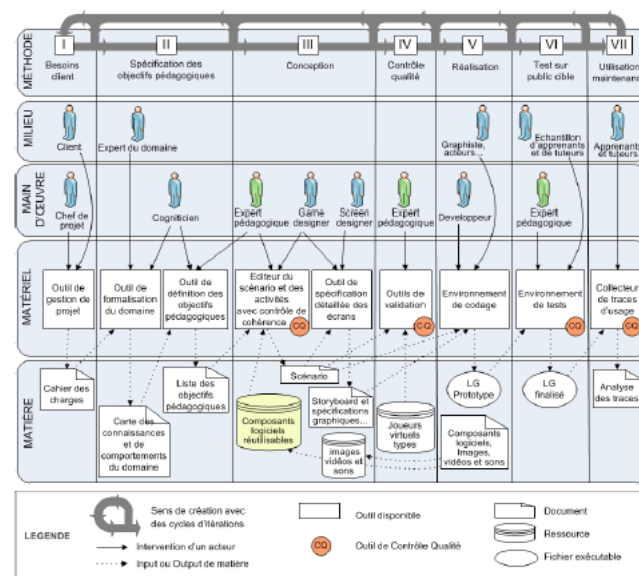 MÉTHODE
I
II
III
IV
V
VI
VII
Besoins
client
Spécification des
objectifs pédagogiques
Conception
Contrôle
qualité
Réalisation
Test sur
public cible
Utilisation
maintenance
MILIEU
Client
Expert du domaine
Graphiste,
acteurs...
Echantillon
d'apprenants
et de tuteurs
Apprenants
et tuteurs
MAIN
D'ŒUVRE
Chef de
projet
Cogniticien
Expert
pédagogique
Game
designer
Screen
designer
Expert
pédagogique
Developpeur
Expert
pédagogique
MATÉRIEL
Outil de
gestion de
projet
Outil de
formalisation
du domaine
Outil de
définition des
objectifs
pédagogiques
Editeur du
scénario et des
activités
avec contrôle de
cohérence
CQ
Outil de
spécification
détaillée des
écrans
Outils de
validation
CQ
Environnement
de codage
Environnement
de tests
CQ
Collecteur
de traces
d'usage
CQ
MATIÈRE
Cahier des
charges
Carte des
connaissances
et de
comportements
du domaine
Liste des
objectifs
pédagogiques
Composants
logiciels
réutilisables
Scénario
Storyboard et
spécifications
graphiques...
images
vidéos et sons
Joueurs
virtuels
types
LG
Prototype
Composants
logiciels,
Images,
vidéos et sons
LG
finalisé
Analyse
des traces
LEGENDE
Sens de création avec
des cycles d'itérations
Intervention d'un acteur
Input ou Output de matière
Outil disponible
CQ
Outil de Contrôle Qualité
Document
Ressource
Fichier exécutable